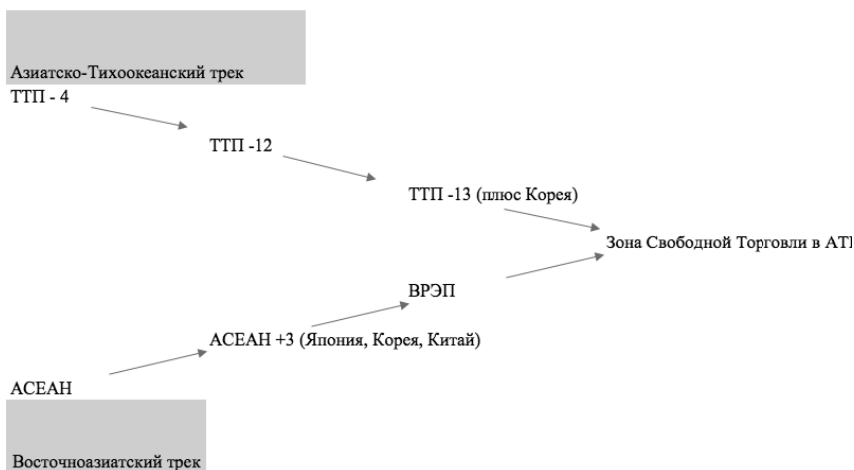 Азиатско-Тихоокеанский трек
ТТП - 4
ТТП -12
ТТП -13 (плюс Корея)
Зона Свободной Торговли в АТ
ВРЭП
АСЕАН +3 (Япония, Корея, Китай)
АСЕАН
Восточноазиатский трек